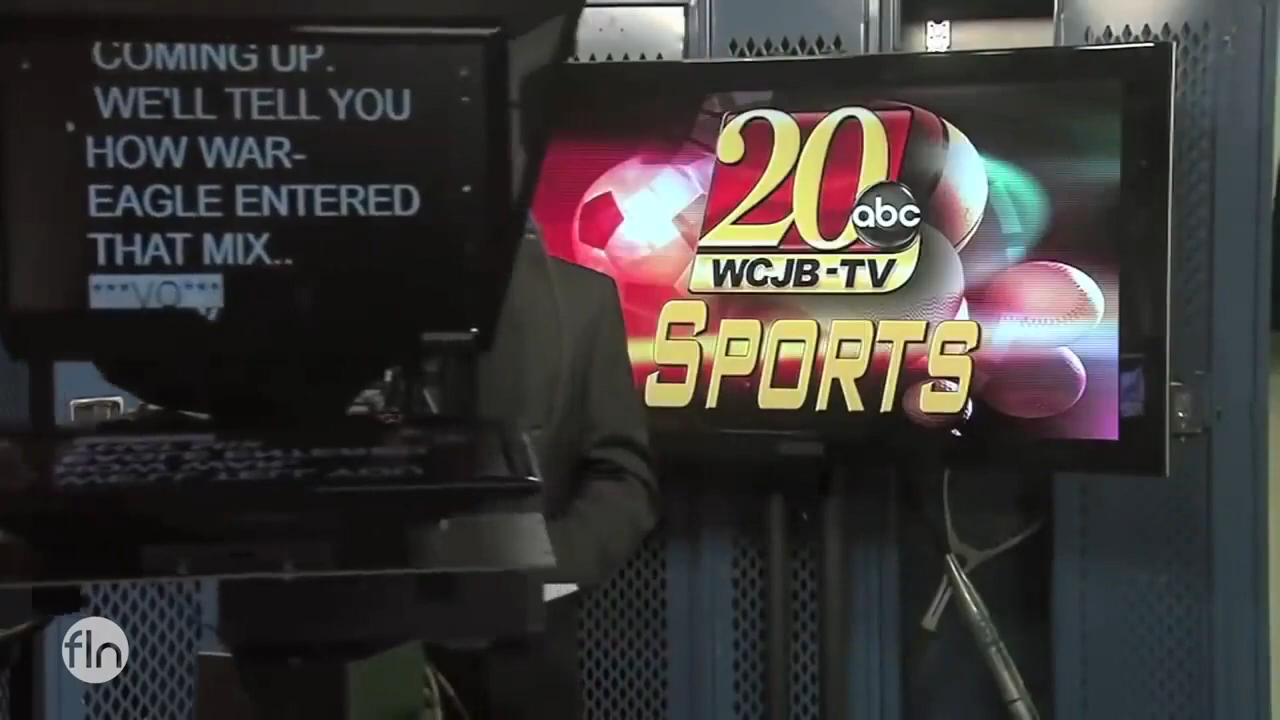 COMING UP.
WE'LL TELL YOU
HOW WAR-
EAGLE ENTERED
THAT MIX..
***VO***
20
abc
WCJB-TV
SPORTS
fln